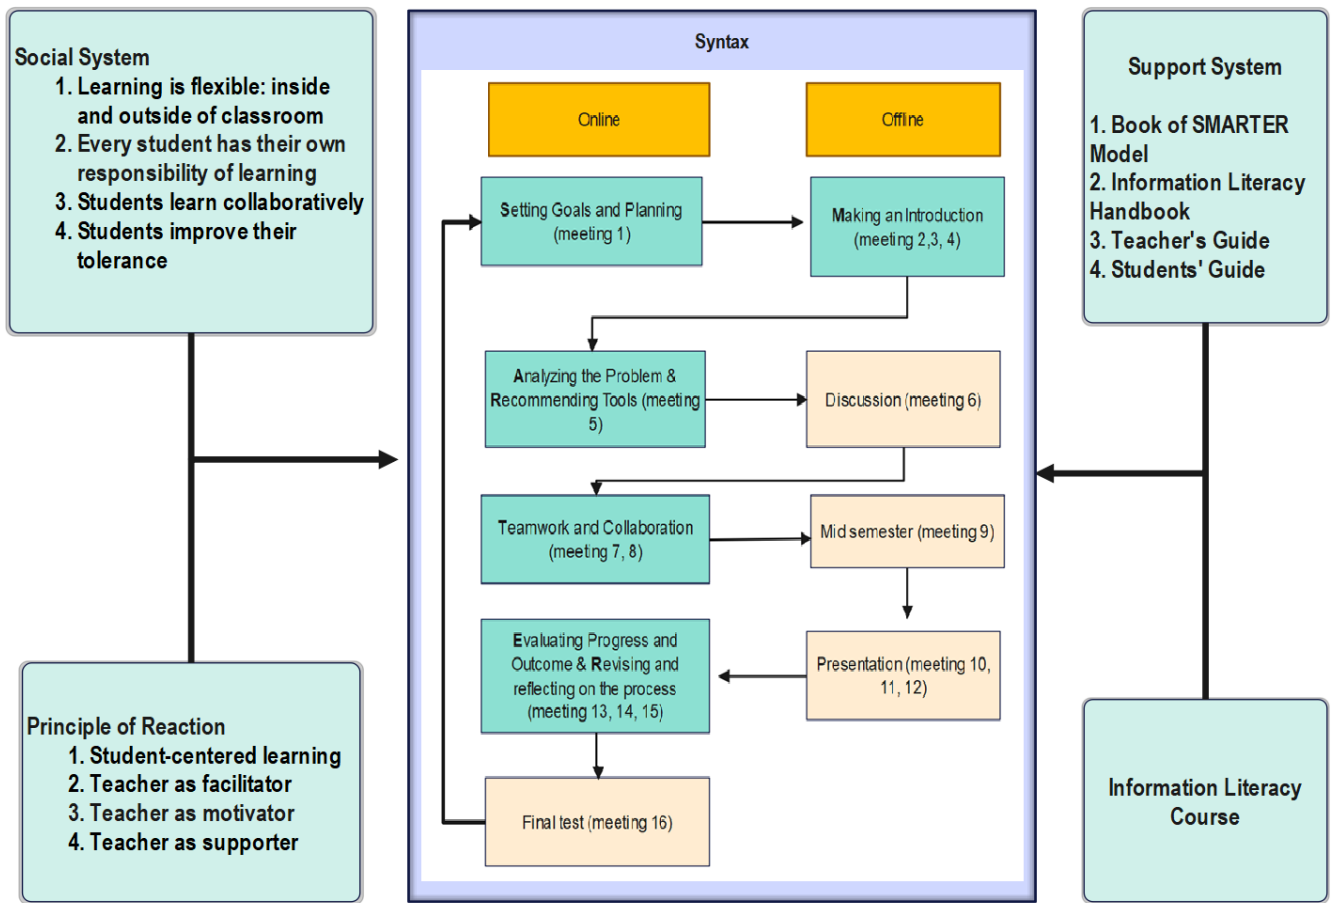 Social System
1. Learning is flexible: inside
and outside of classroom
2. Every student has their own
responsibility of learning
3. Students learn collaboratively
4. Students improve their
tolerance
Principle of Reaction
1. Student-centered learning
2. Teacher as facilitator
3. Teacher as motivator
4. Teacher as supporter
Syntax
Online
Offline
Setting Goals and Planning
(meeting 1)
Making an Introduction
(meeting 2,3, 4)
Analyzing the Problem &
Recommending Tools (meeting
5)
Discussion (meeting 6)
Teamwork and Collaboration
(meeting 7, 8)
Mid semester (meeting 9)
Evaluating Progress and
Outcome & Revising and
reflecting on the process
(meeting 13, 14, 15)
Presentation (meeting 10,
11, 12)
Final test (meeting 16)
Support System
1. Book of SMARTER
Model
2. Information Literacy
Handbook
3. Teacher's Guide
4. Students' Guide
Information Literacy
Course